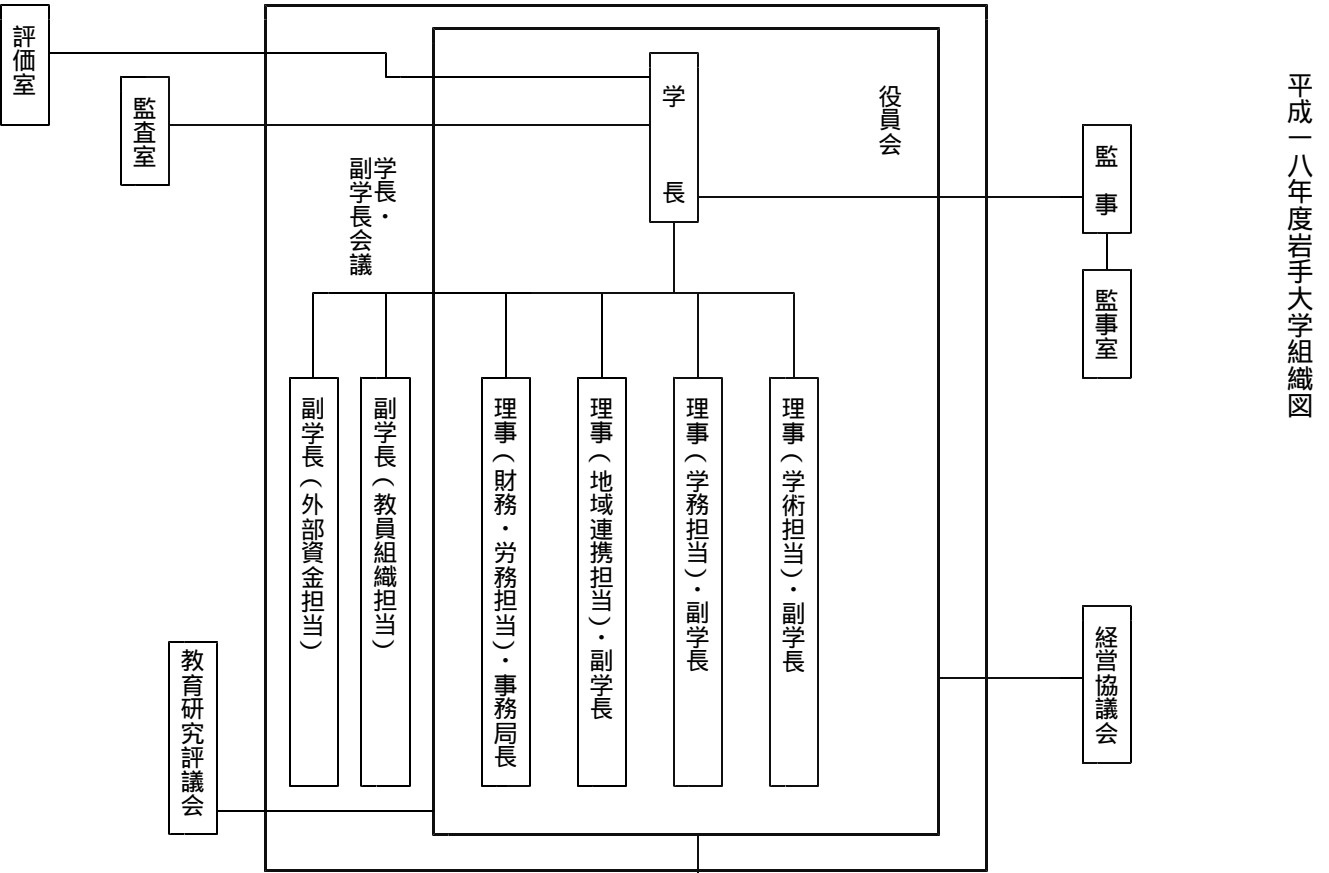 平成一八年度岩手大学組織図
監事
監事室
経営協議会
役員会
学長
理事(学術担当)・副学長
理事(学務担当)・副学長
理事(地域連携担当)・副学長
理事(財務・労務担当)・事務局長
学長・
副学長会議
副学長(教員組織担当)
副学長(外部資金担当)
教育研究評議会
監査室
評価室